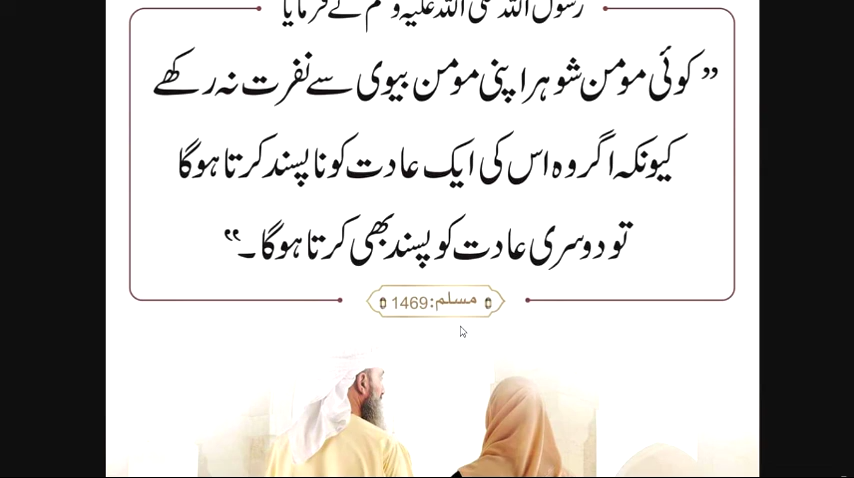 رسول اللہ صلی اللہ علیہ وسلم نے فرمایا
” کوئی مومن شوہر اپنی مومن بیوی سے نفرت نہ رکھے
کیونکہ اگر وہ اس کی ایک عادت کو ناپسند کرتا ہوگا
تو دوسری عادت کو پسند بھی کرتا ہوگا ۔“
مسلم: 1469